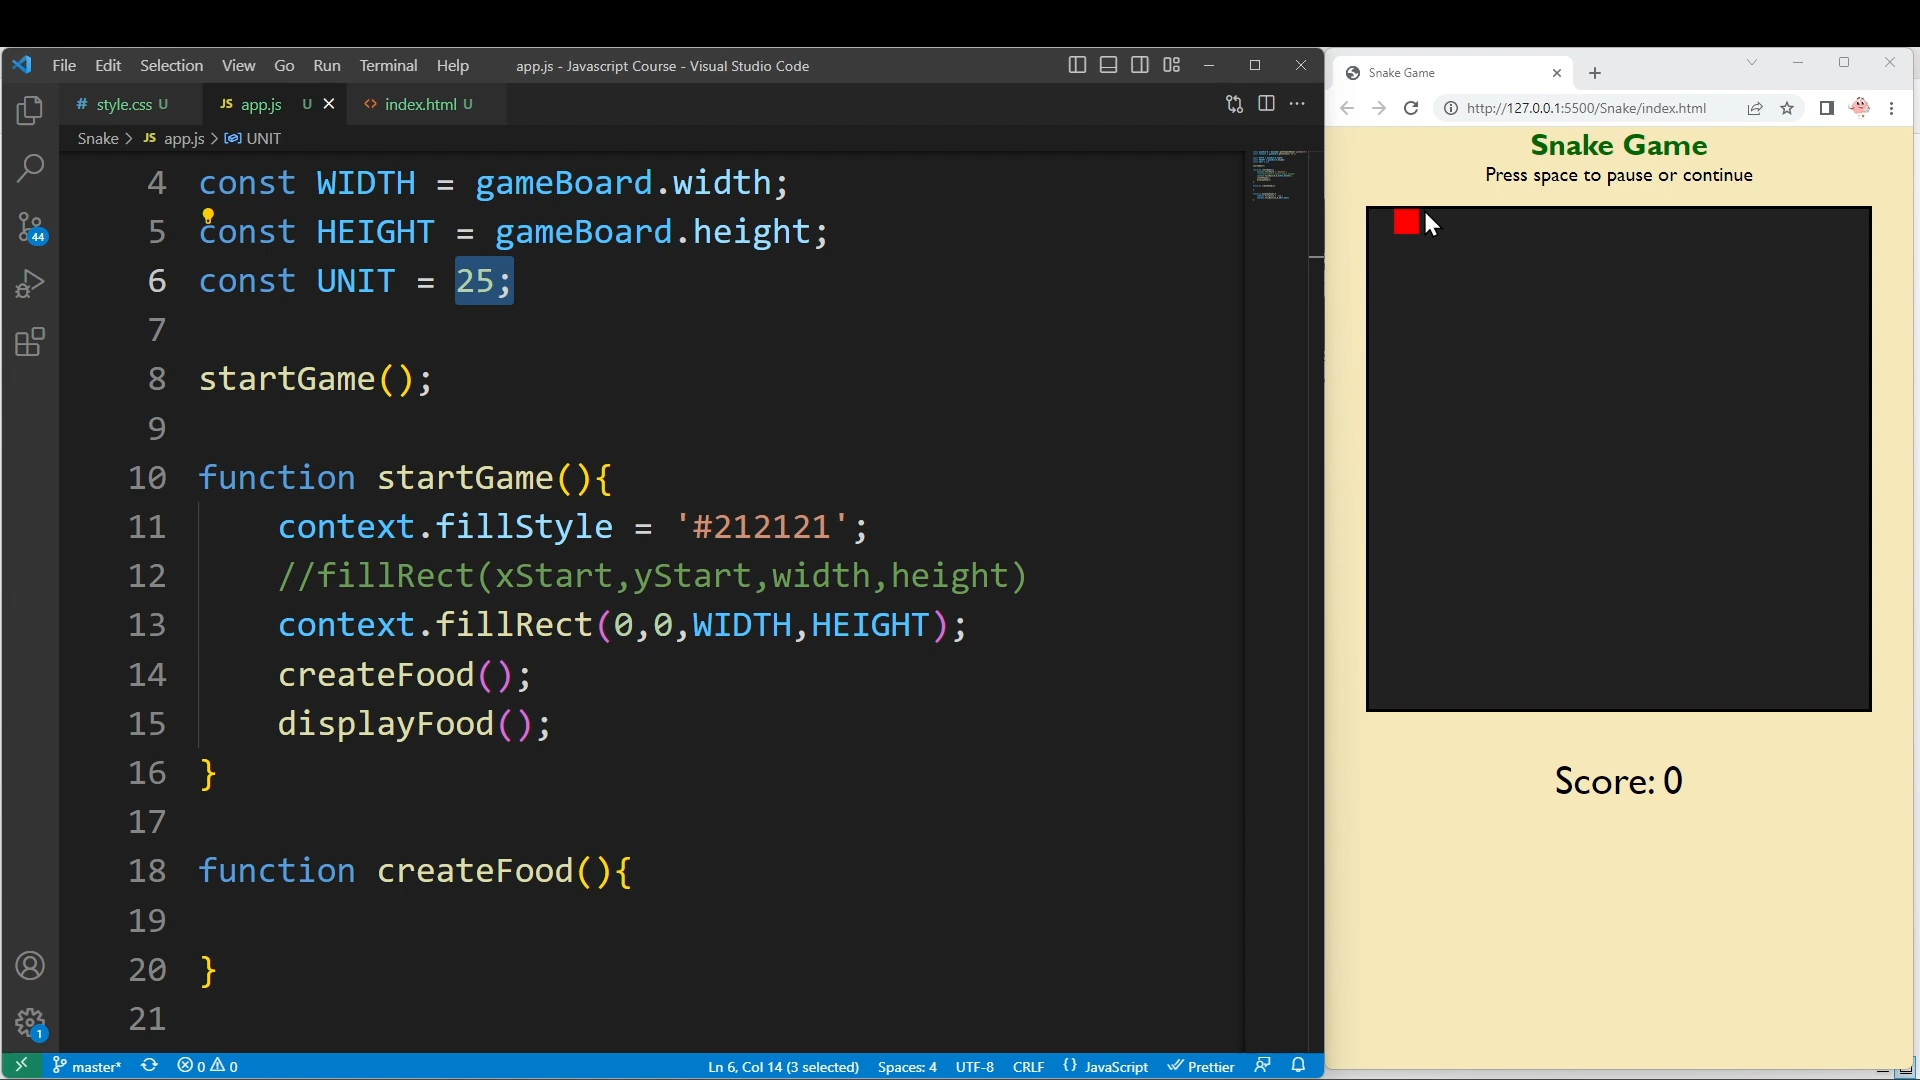 File Edit Selection View Go Run Terminal Help
app.js - Javascript Course - Visual Studio Code
# style.css U
JS app.js U
<> index.html U
Snake > JS app.js > UNIT
4 const WIDTH = gameBoard.width;
5 const HEIGHT = gameBoard.height;
6 const UNIT = 25;
7
8 startGame();
9
10 function startGame(){
11 context.fillStyle = '#212121';
12 //fillRect(xStart,yStart,width,height)
13 context.fillRect(0,0,WIDTH,HEIGHT);
14 createFood();
15 displayFood();
16 }
17
18 function createFood(){
19
20 }
21
44
1
master* 0 0
Ln 6, Col 14 (3 selected) Spaces: 4 UTF-8 CRLF {} JavaScript Prettier
Snake Game
http://127.0.0.1:5500/Snake/index.html
Snake Game
Press space to pause or continue
Score: 0